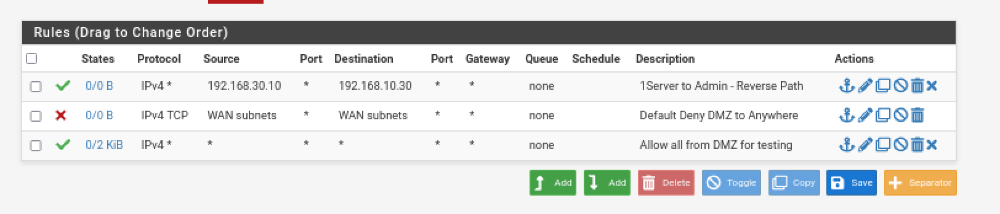 Rules (Drag to Change Order)
States Protocol Source Port Destination Port Gateway Queue Schedule Description Actions
0/0 B IPv4 * 192.168.30.10 * 192.168.10.30 * * none 1Server to Admin - Reverse Path
0/0 B IPv4 TCP WAN subnets * WAN subnets * * none Default Deny DMZ to Anywhere
0/2 KiB IPv4 * * * * * * none Allow all from DMZ for testing
Add Add Delete Toggle Copy Save Separator